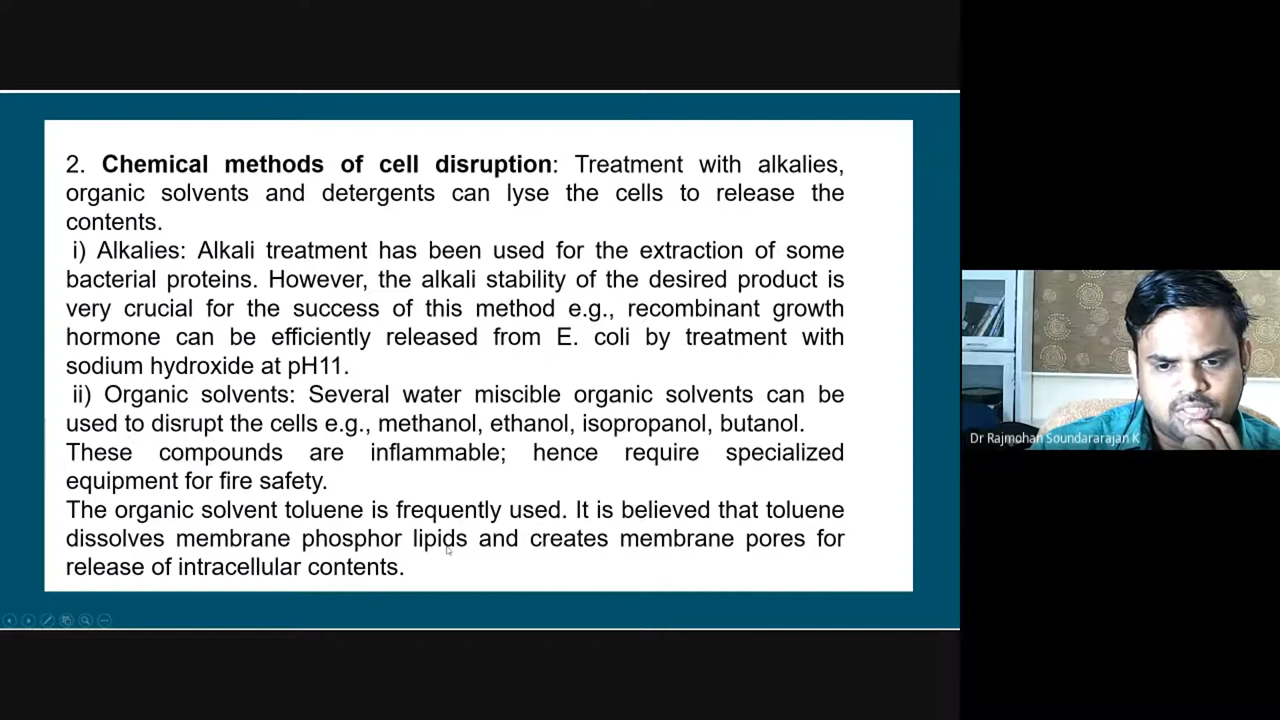 2. Chemical methods of cell disruption: Treatment with alkalies,
organic solvents and detergents can lyse the cells to release the
contents.
i) Alkalies: Alkali treatment has been used for the extraction of some
bacterial proteins. However, the alkali stability of the desired product is
very crucial for the success of this method e.g., recombinant growth
hormone can be efficiently released from E. coli by treatment with
sodium hydroxide at pH11.
ii) Organic solvents: Several water miscible organic solvents can be
used to disrupt the cells e.g., methanol, ethanol, isopropanol, butanol.
These compounds are inflammable; hence require specialized
equipment for fire safety.
The organic solvent toluene is frequently used. It is believed that toluene
dissolves membrane phosphor lipids and creates membrane pores for
release of intracellular contents.
Dr Rajmohan Soundararajan K